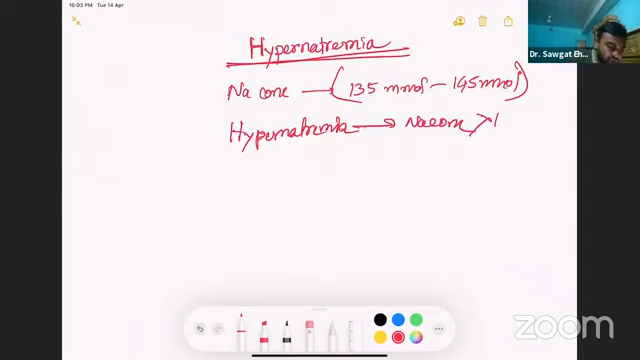 10:03 PM Tue 14 Apr
Dr. Sawgat Eh...
Hypernatremia
Na conc → (135 mmol - 145 mmol)
Hypernatremia → Na conc > 1
zoom